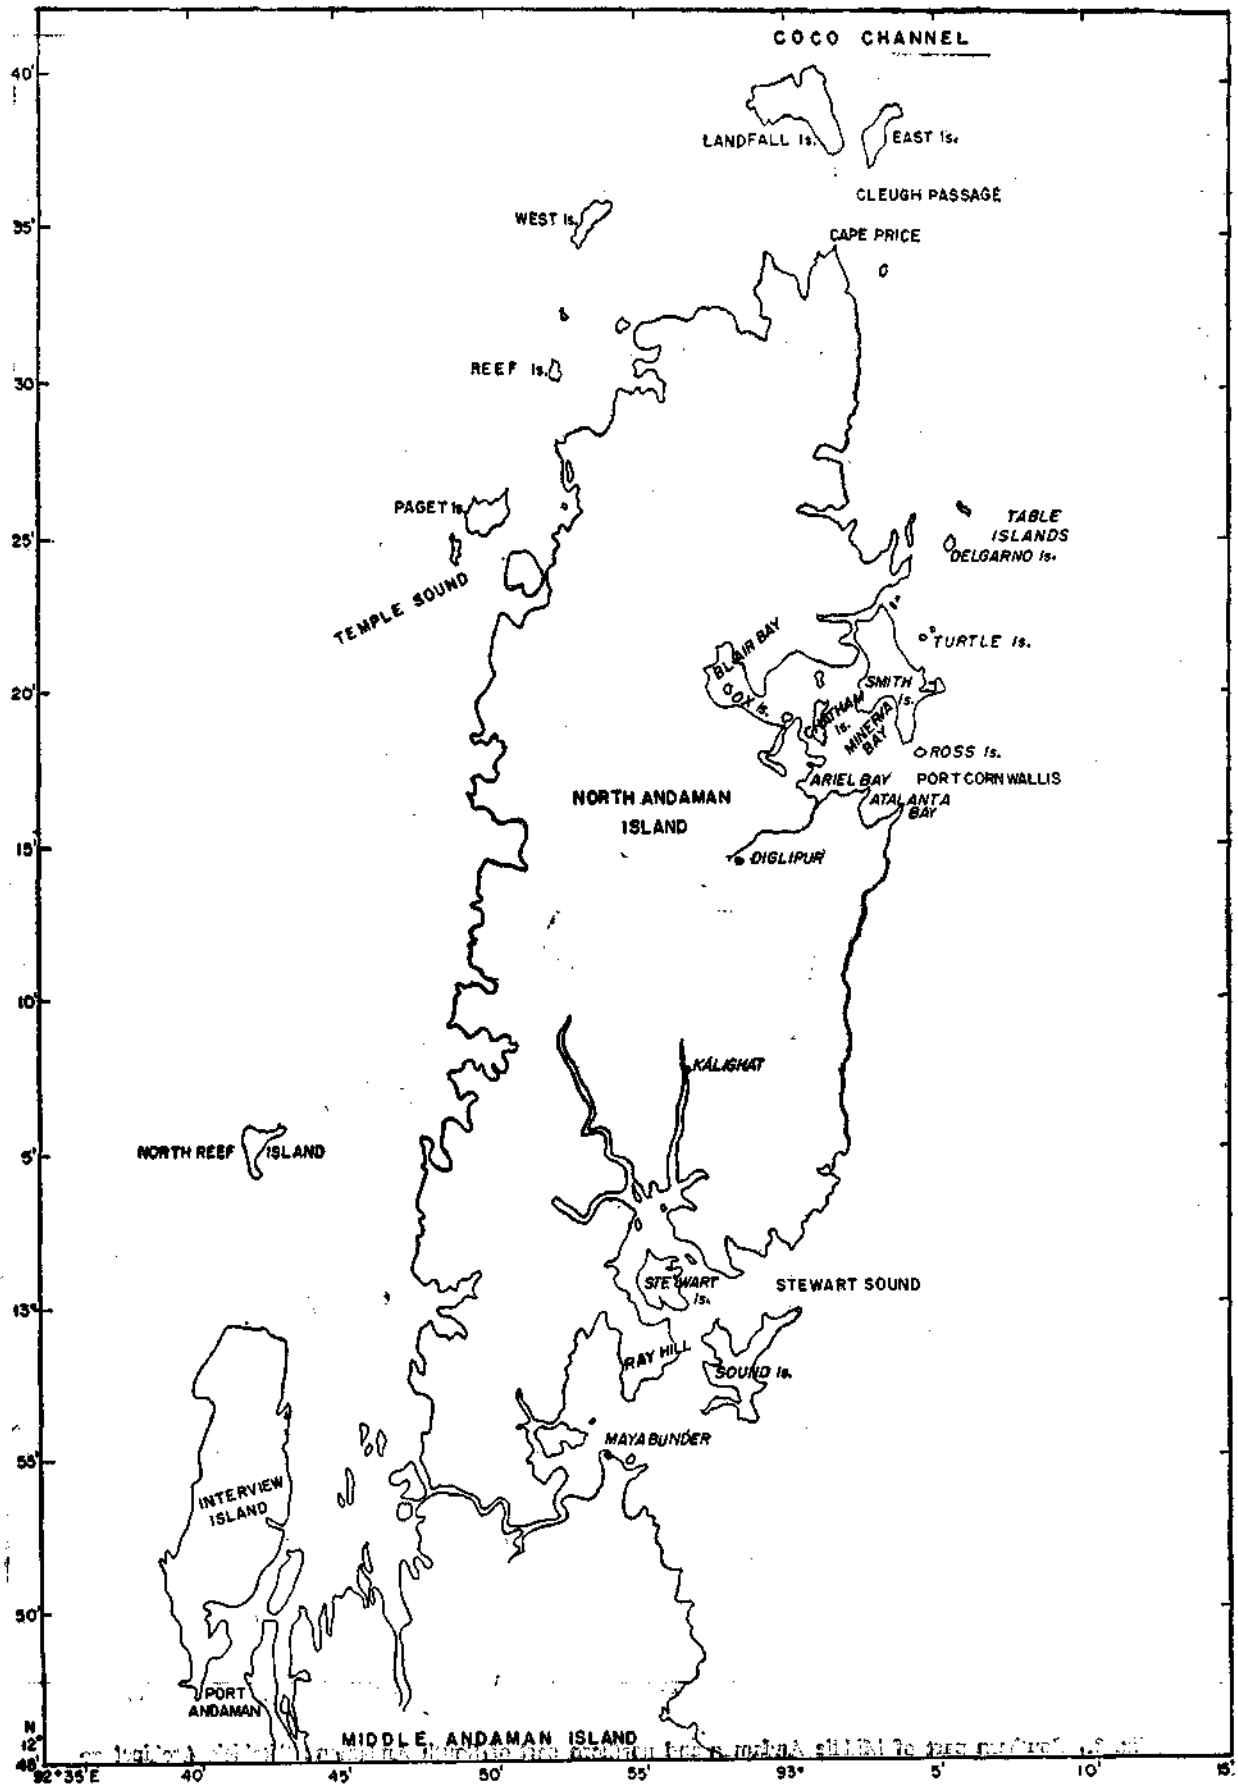 COCO CHANNEL
40'
LANDFALL Is.
EAST Is.
CLEUGH PASSAGE
WEST Is.
35'
CAPE PRICE
REEF Is.
30'
PAGET Is.
TABLE
ISLANDS
25'
DELGARNO Is.
TEMPLE SOUND
BLAIR BAY
TURTLE Is.
SMITH
Is.
20'
OX Is.
CHATHAM
Is.
MINERVA
BAY
ROSS Is.
ARIEL BAY
PORT CORNWALLIS
NORTH ANDAMAN
ISLAND
ATALANTA
BAY
15'
DIGLIPUR
10'
KALIGHAT
NORTH REEF ISLAND
5'
STEWART
Is.
STEWART SOUND
13°
RAY HILL
SOUND Is.
MAYABUNDER
55'
INTERVIEW
ISLAND
50'
PORT
ANDAMAN
N
12°
MIDDLE ANDAMAN ISLAND
92°35'E
40'
45'
50'
55'
93°
5'
10'
15'